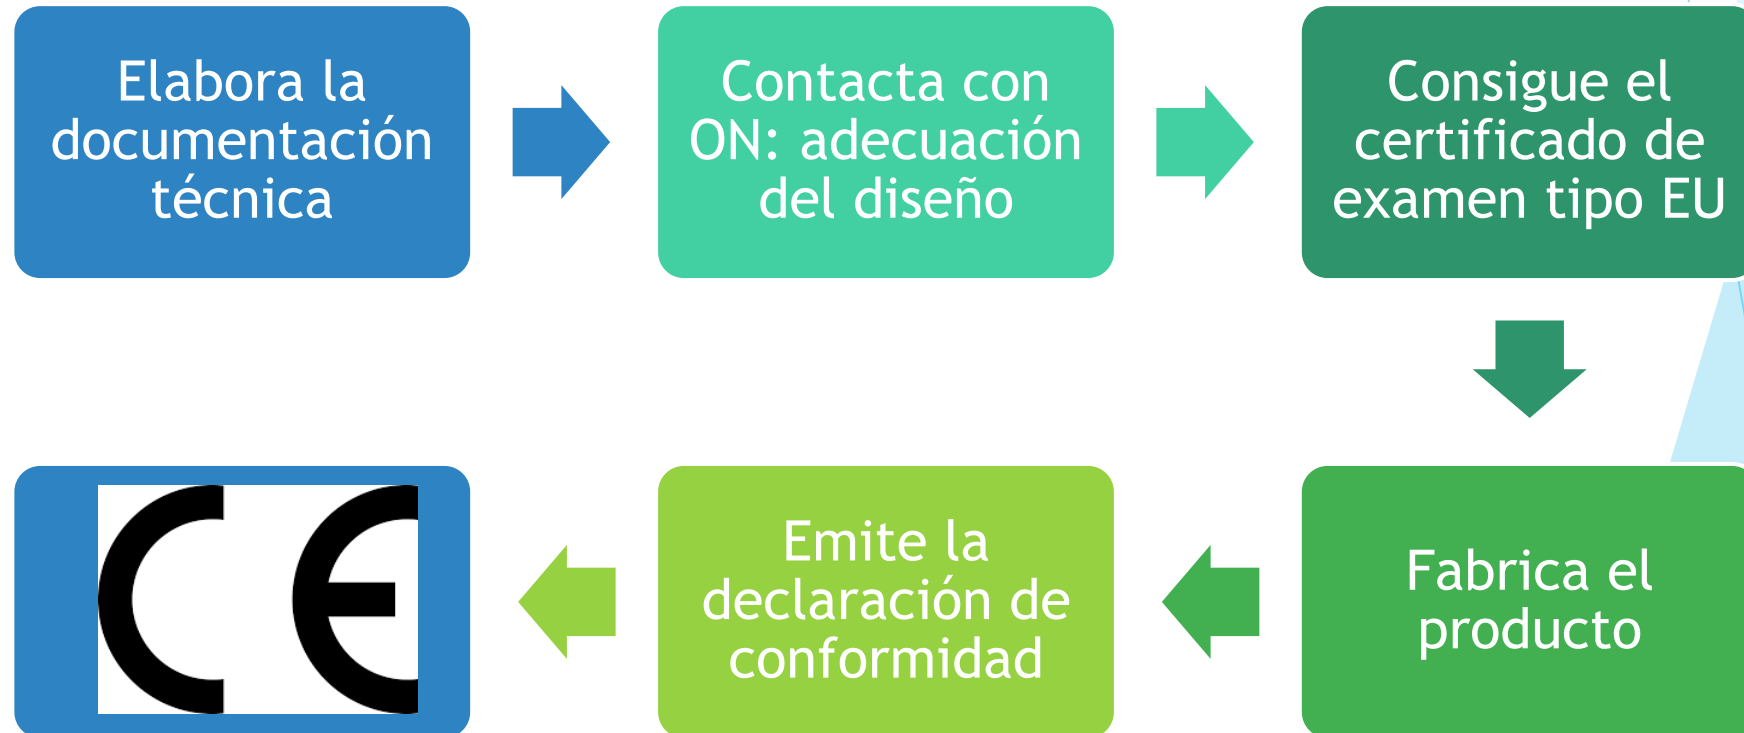 Elabora la
documentación
técnica
Contacta con
ON: adecuación
del diseño
Consigue el
certificado de
examen tipo EU
Fabrica el
producto
Emite la
declaración de
conformidad
CE